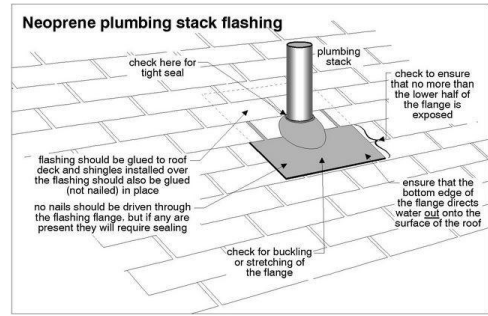 Neoprene plumbing stack flashing
check here for
tight seal
plumbing
stack
check to ensure
that no more than
the lower half of
the flange is
exposed
flashing should be glued to roof
deck and shingles installed over
the flashing should also be glued
(not nailed) in place
no nails should be driven through
the flashing flange, but if any are
present they will require sealing
ensure that the
bottom edge of
the flange directs
water out onto the
surface of the roof
check for buckling
or stretching of
the flange